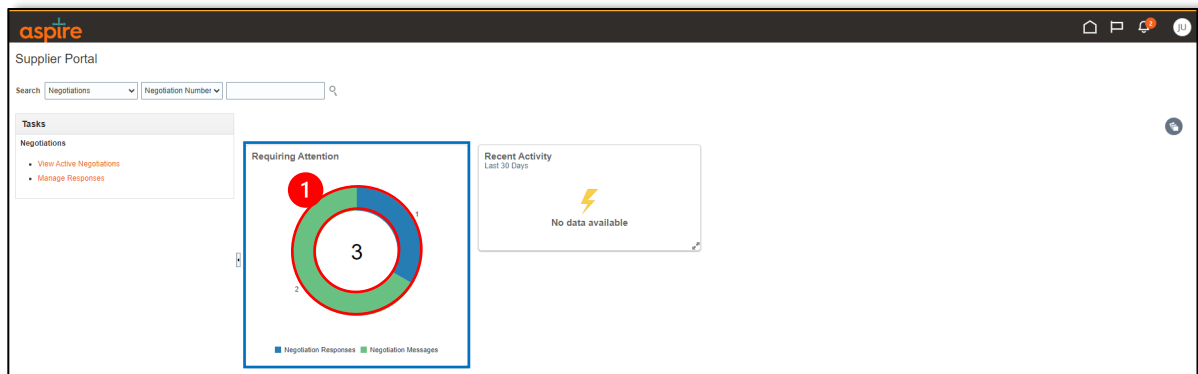 aspire
2
JU
Supplier Portal
Search Negotiations Negotiation Number
Tasks
Negotiations
View Active Negotiations
Manage Responses
Requiring Attention
1
1
3
2
Negotiation Responses Negotiation Messages
Recent Activity
Last 30 Days
No data available